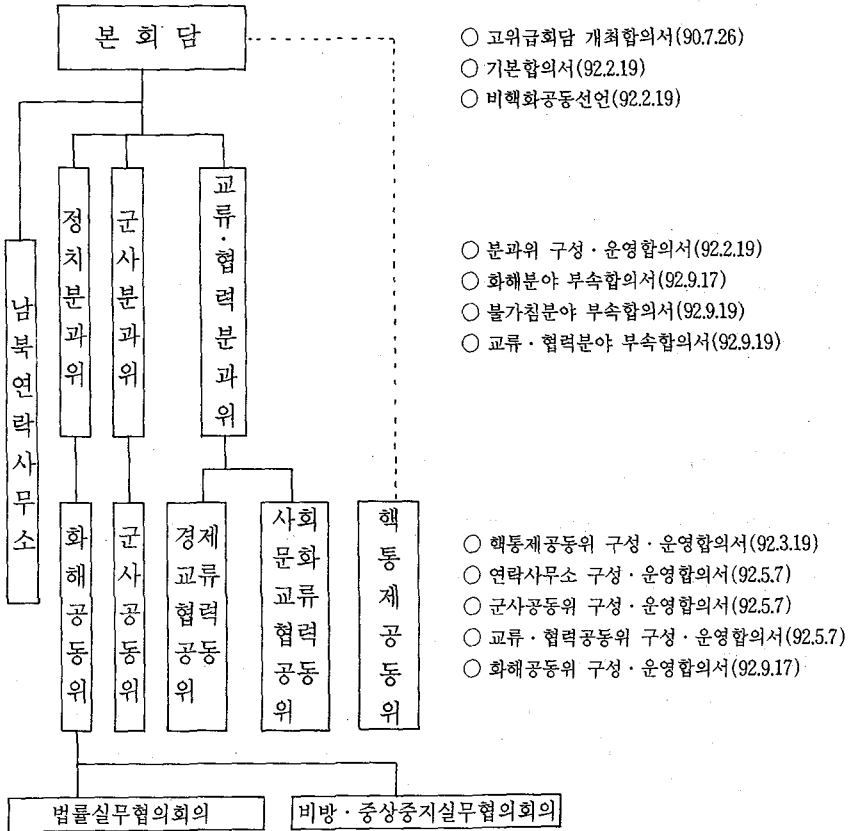 본 회 담
○ 고위급회담 개최합의서(90.7.26)
○ 기본합의서(92.2.19)
○ 비핵화공동선언(92.2.19)
남북연락사무소
정치분과위
군사분과위
교류·협력분과위
○ 분과위 구성·운영합의서(92.2.19)
○ 화해분야 부속합의서(92.9.17)
○ 불가침분야 부속합의서(92.9.19)
○ 교류·협력분야 부속합의서(92.9.19)
화해공동위
군사공동위
경제
교류
협력
공동
위
사회
문화
교류
협력
공동
위
핵통제공동위
○ 핵통제공동위 구성·운영합의서(92.3.19)
○ 연락사무소 구성·운영합의서(92.5.7)
○ 군사공동위 구성·운영합의서(92.5.7)
○ 교류·협력공동위 구성·운영합의서(92.5.7)
○ 화해공동위 구성·운영합의서(92.9.17)
법률실무협의회의
비방·중상중지실무협의회의